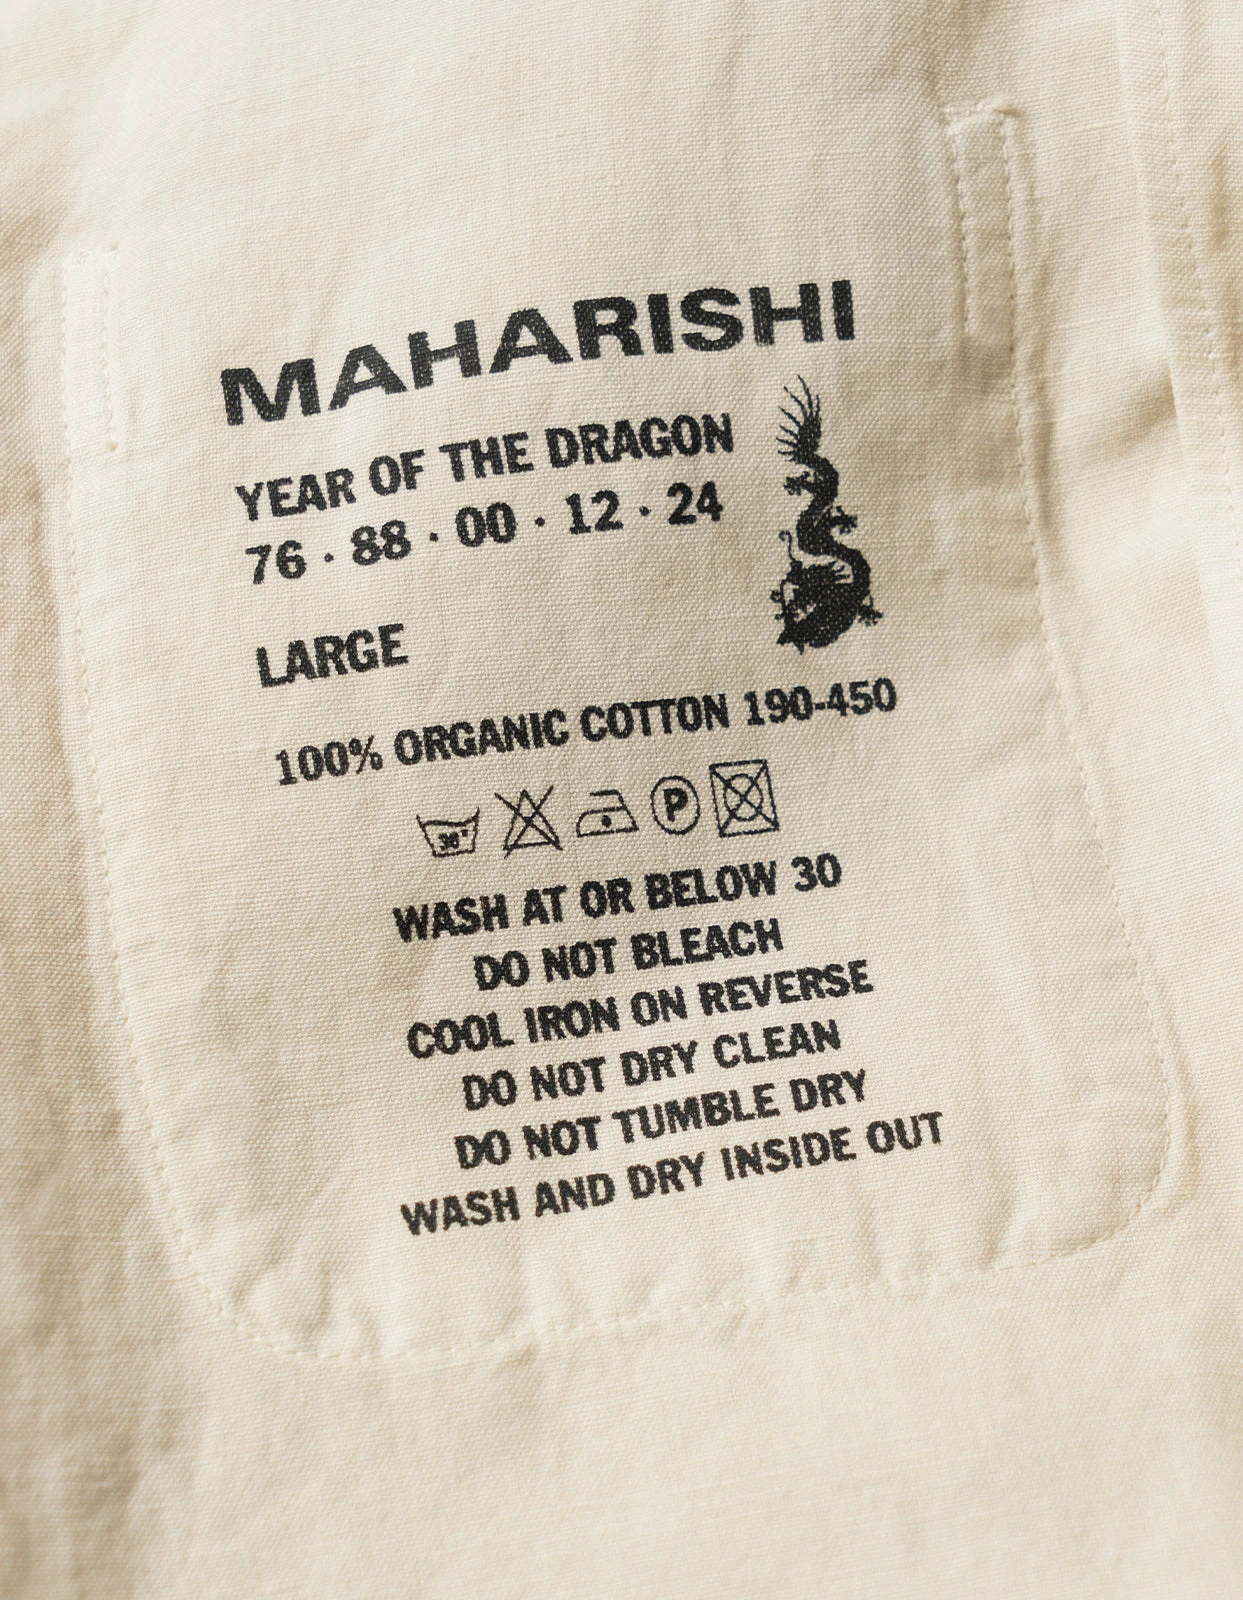 MAHARISHI
YEAR OF THE DRAGON
76 · 88 · 00 · 12 · 24
LARGE
100% ORGANIC COTTON 190-450
30° P
WASH AT OR BELOW 30
DO NOT BLEACH
COOL IRON ON REVERSE
DO NOT DRY CLEAN
DO NOT TUMBLE DRY
WASH AND DRY INSIDE OUT